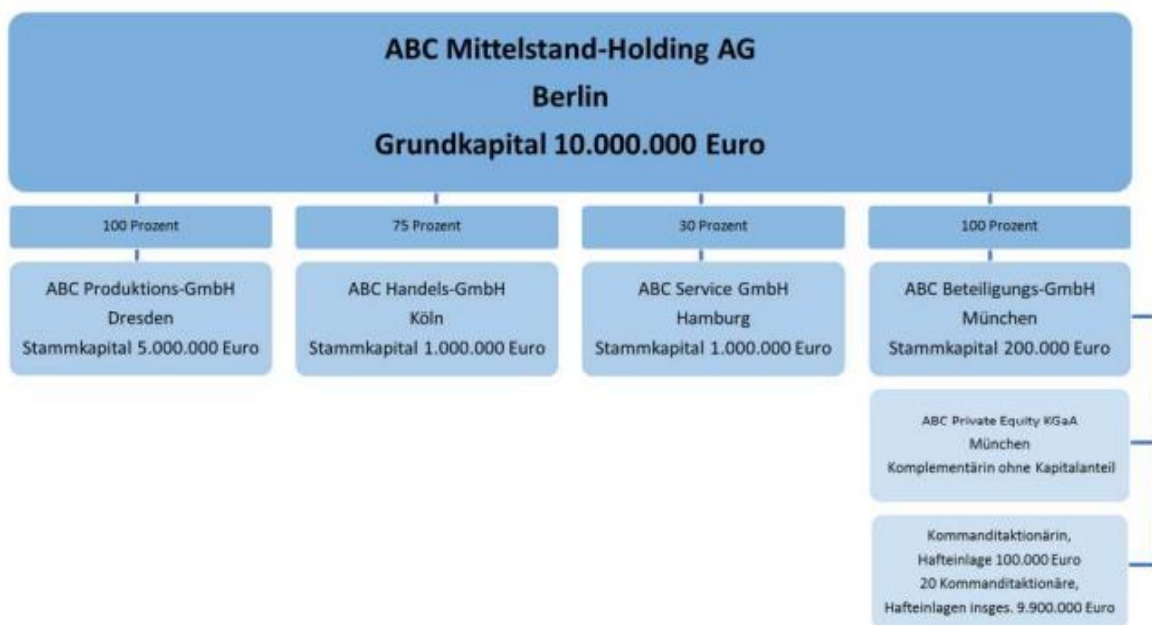 ABC Mittelstand-Holding AG
Berlin
Grundkapital 10.000.000 Euro
100 Prozent
75 Prozent
30 Prozent
100 Prozent
ABC Produktions-GmbH
Dresden
Stammkapital 5.000.000 Euro
ABC Handels-GmbH
Köln
Stammkapital 1.000.000 Euro
ABC Service GmbH
Hamburg
Stammkapital 1.000.000 Euro
ABC Beteiligungs-GmbH
München
Stammkapital 200.000 Euro
ABC Private Equity KGaA
München
Komplementärin ohne Kapitalanteil
Kommanditaktionärin,
Hafteinlage 100.000 Euro
20 Kommanditaktionäre,
Hafteinlagen insges. 9.900.000 Euro